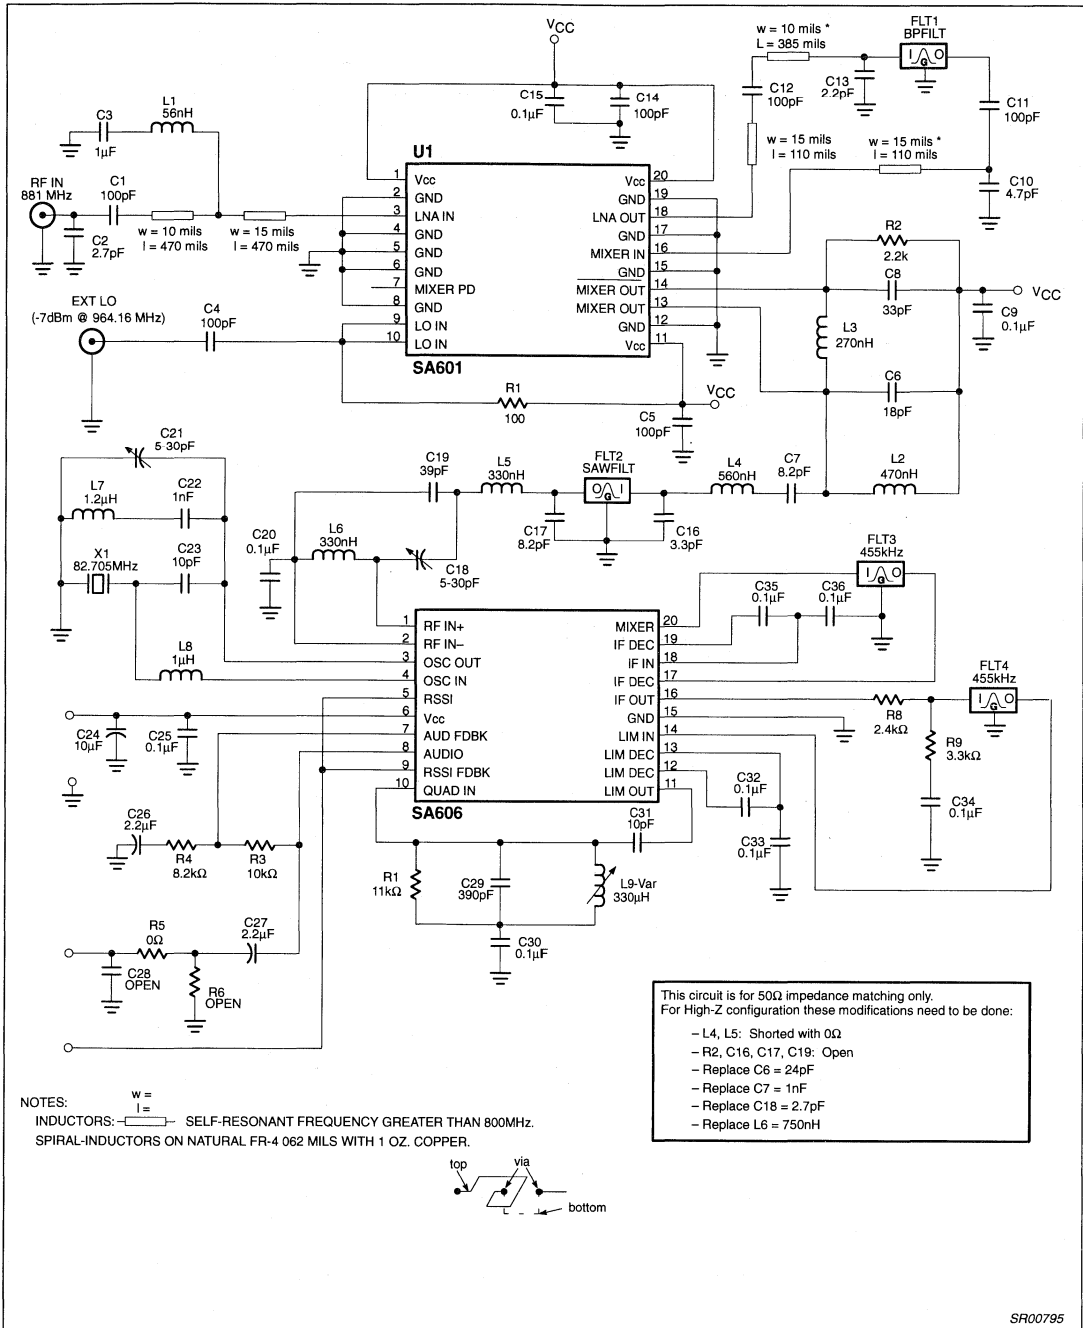 VCC
C15
0.1µF
C14
100pF
w = 10 mils *
L = 385 mils
FLT1
BPFILT
I G O
C12
100pF
C13
2.2pF
C11
100pF
w = 15 mils
l = 110 mils
w = 15 mils *
l = 110 mils
C10
4.7pF
L1
56nH
C3
1µF
RF IN
881 MHz
C1
100pF
C2
2.7pF
w = 10 mils
l = 470 mils
w = 15 mils
l = 470 mils
U1
1 Vcc
2 GND
3 LNA IN
4 GND
5 GND
6 GND
7 MIXER PD
8 GND
9 LO IN
10 LO IN
Vcc 20
GND 19
LNA OUT 18
GND 17
MIXER IN 16
GND 15
MIXER OUT 14
MIXER OUT 13
GND 12
Vcc 11
SA601
EXT LO
(-7dBm @ 964.16 MHz)
C4
100pF
R1
100
C5
100pF
VCC
R2
2.2k
C8
33pF
VCC
C9
0.1µF
L3
270nH
C6
18pF
L2
470nH
C7
8.2pF
L4
560nH
FLT2
SAWFILT
O G I
C16
3.3pF
C17
8.2pF
L5
330nH
C19
39pF
C18
5-30pF
L6
330nH
C20
0.1µF
C21
5-30pF
L7
1.2µH
C22
1nF
X1
82.705MHz
C23
10pF
L8
1µH
1 RF IN+
2 RF IN–
3 OSC OUT
4 OSC IN
5 RSSI
6 Vcc
7 AUD FDBK
8 AUDIO
9 RSSI FDBK
10 QUAD IN
MIXER 20
IF DEC 19
IF IN 18
IF DEC 17
IF OUT 16
GND 15
LIM IN 14
LIM DEC 13
LIM DEC 12
LIM OUT 11
SA606
C35
0.1µF
C36
0.1µF
FLT3
455kHz
I G O
FLT4
455kHz
I G O
R8
2.4kΩ
R9
3.3kΩ
C34
0.1µF
C32
0.1µF
C33
0.1µF
C31
10pF
C24
10µF
C25
0.1µF
C26
2.2µF
R4
8.2kΩ
R3
10kΩ
R1
11kΩ
C29
390pF
L9-Var
330µH
C30
0.1µF
R5
0Ω
C27
2.2µF
C28
OPEN
R6
OPEN
This circuit is for 50Ω impedance matching only.
For High-Z configuration these modifications need to be done:
– L4, L5: Shorted with 0Ω
– R2, C16, C17, C19: Open
– Replace C6 = 24pF
– Replace C7 = 1nF
– Replace C18 = 2.7pF
– Replace L6 = 750nH
NOTES:
w =
l =
INDUCTORS: SELF-RESONANT FREQUENCY GREATER THAN 800MHz.
SPIRAL-INDUCTORS ON NATURAL FR-4 062 MILS WITH 1 OZ. COPPER.
top
via
bottom
SR00795